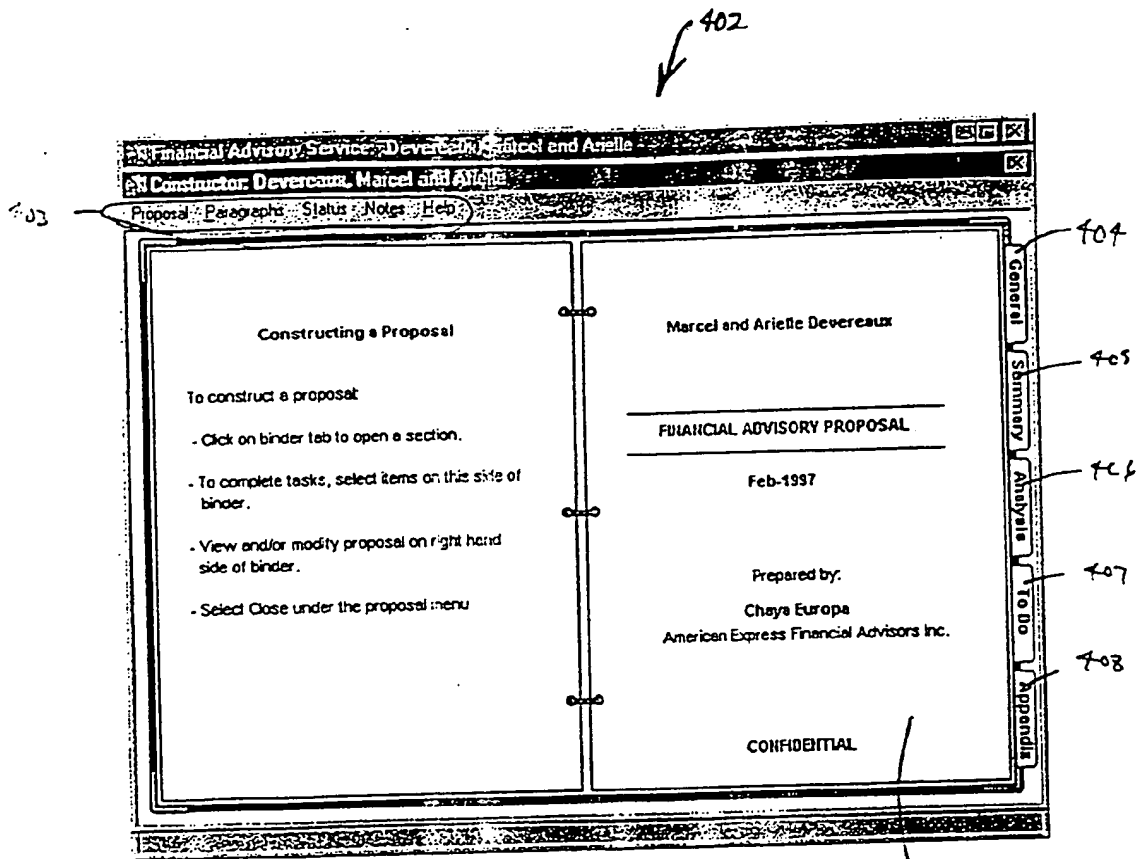 402
Financial Advisory Service: Devereaux, Marcel and Arielle
Constructor: Devereaux, Marcel and Arielle
403
Proposal Paragraphs Status Notes Help
404
General
405
Summary
406
Analysis
407
To Do
408
Appendix
Constructing a Proposal
To construct a proposal:
- Click on binder tab to open a section.
- To complete tasks, select items on this side of
binder.
- View and/or modify proposal on right hand
side of binder.
- Select Close under the proposal menu
Marcel and Arielle Devereaux
FINANCIAL ADVISORY PROPOSAL
Feb-1997
Prepared by:
Chaya Europa
American Express Financial Advisors Inc.
CONFIDENTIAL